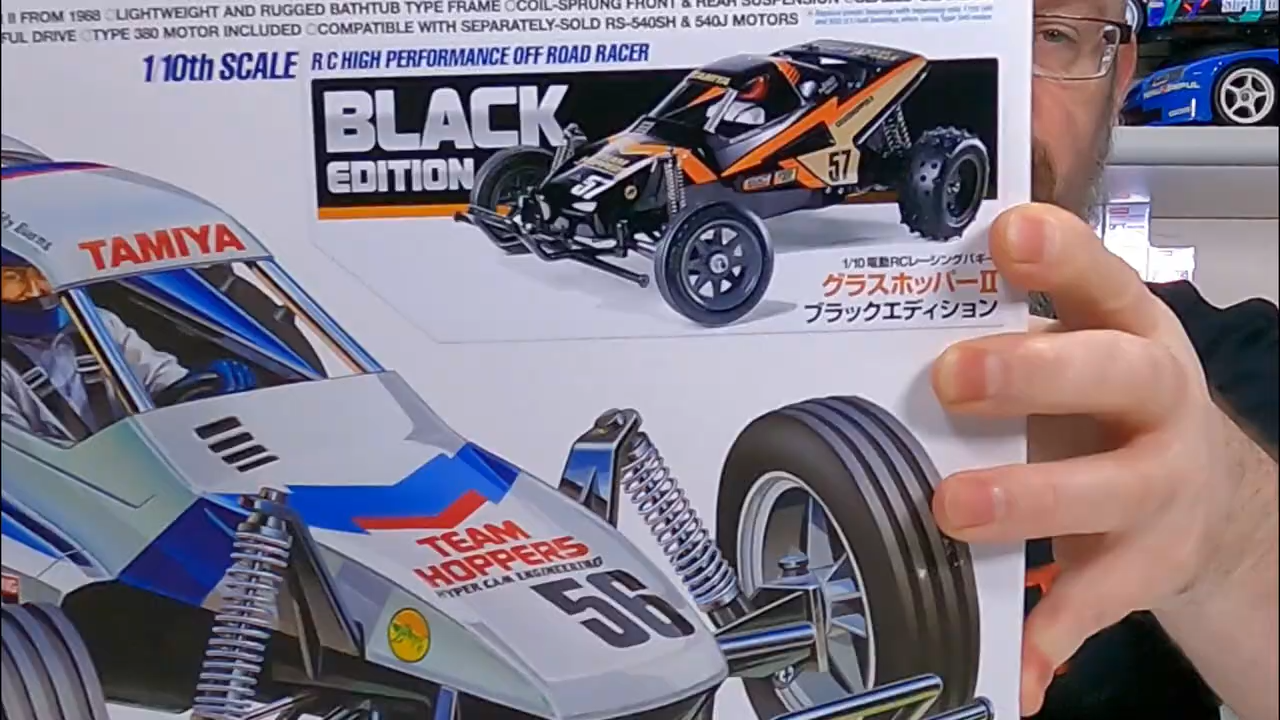 II FROM 1988 LIGHTWEIGHT AND RUGGED BATHTUB TYPE FRAME COIL-SPRUNG FRONT & REAR SUSPENSION
FUL DRIVE TYPE 380 MOTOR INCLUDED COMPATIBLE WITH SEPARATELY-SOLD RS-540SH & 540J MOTORS
1/10th SCALE RC HIGH PERFORMANCE OFF ROAD RACER
BLACK
EDITION
TAMIYA
57
57
1/10 電動RCレーシングバギー
グラスホッパーII
ブラックエディション
TAMIYA
TEAM
HOPPERS
HYPER CAM ENGINEERING
56